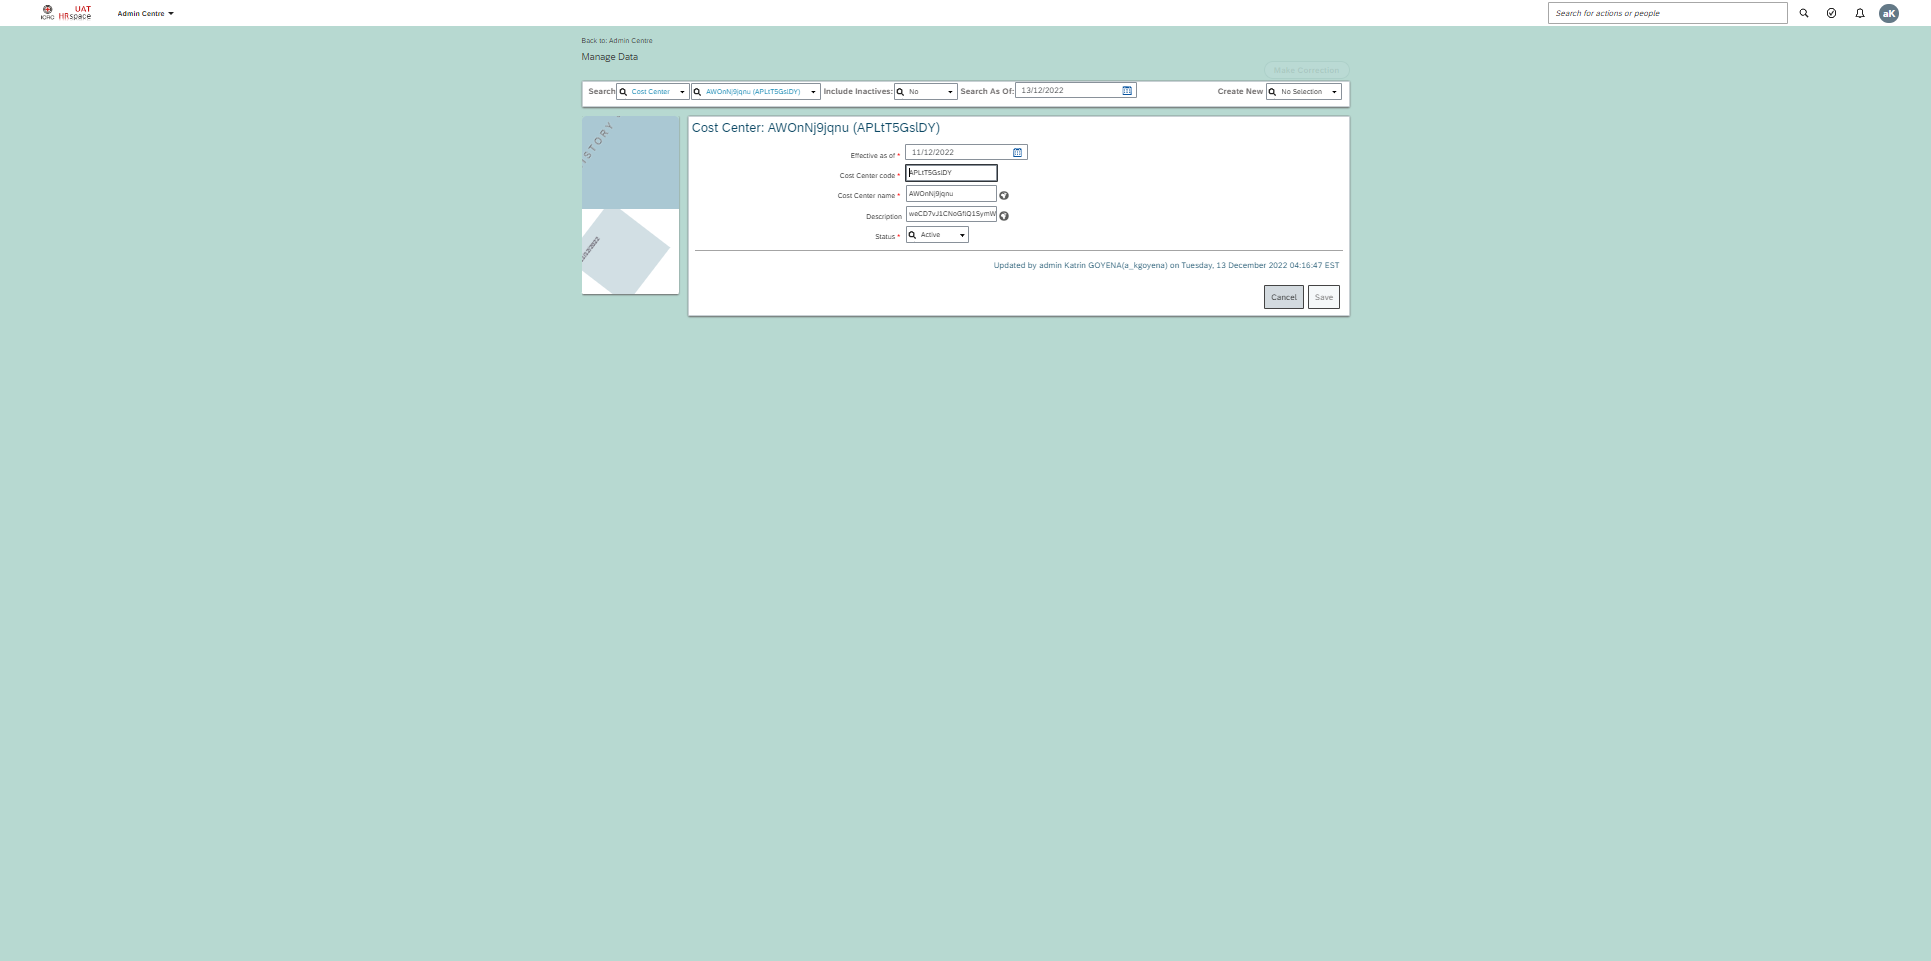 ICRC
UAT
HRspace
Admin Centre
Search for actions or people
aK
Back to: Admin Centre
Manage Data
Make Correction
Search
Cost Center
AWOnNj9jqnu (APLtT5GslDY)
Include Inactives:
No
Search As Of:
13/12/2022
Create New
No Selection
Cost Center: AWOnNj9jqnu (APLtT5GslDY)
Effective as of *
11/12/2022
Cost Center code *
APLtT5GslDY
Cost Center name *
AWOnNj9jqnu
Description
Status *
Active
Updated by admin Katrin GOYENA(a_kgoyena) on Tuesday, 13 December 2022 04:16:47 EST
Cancel
Save